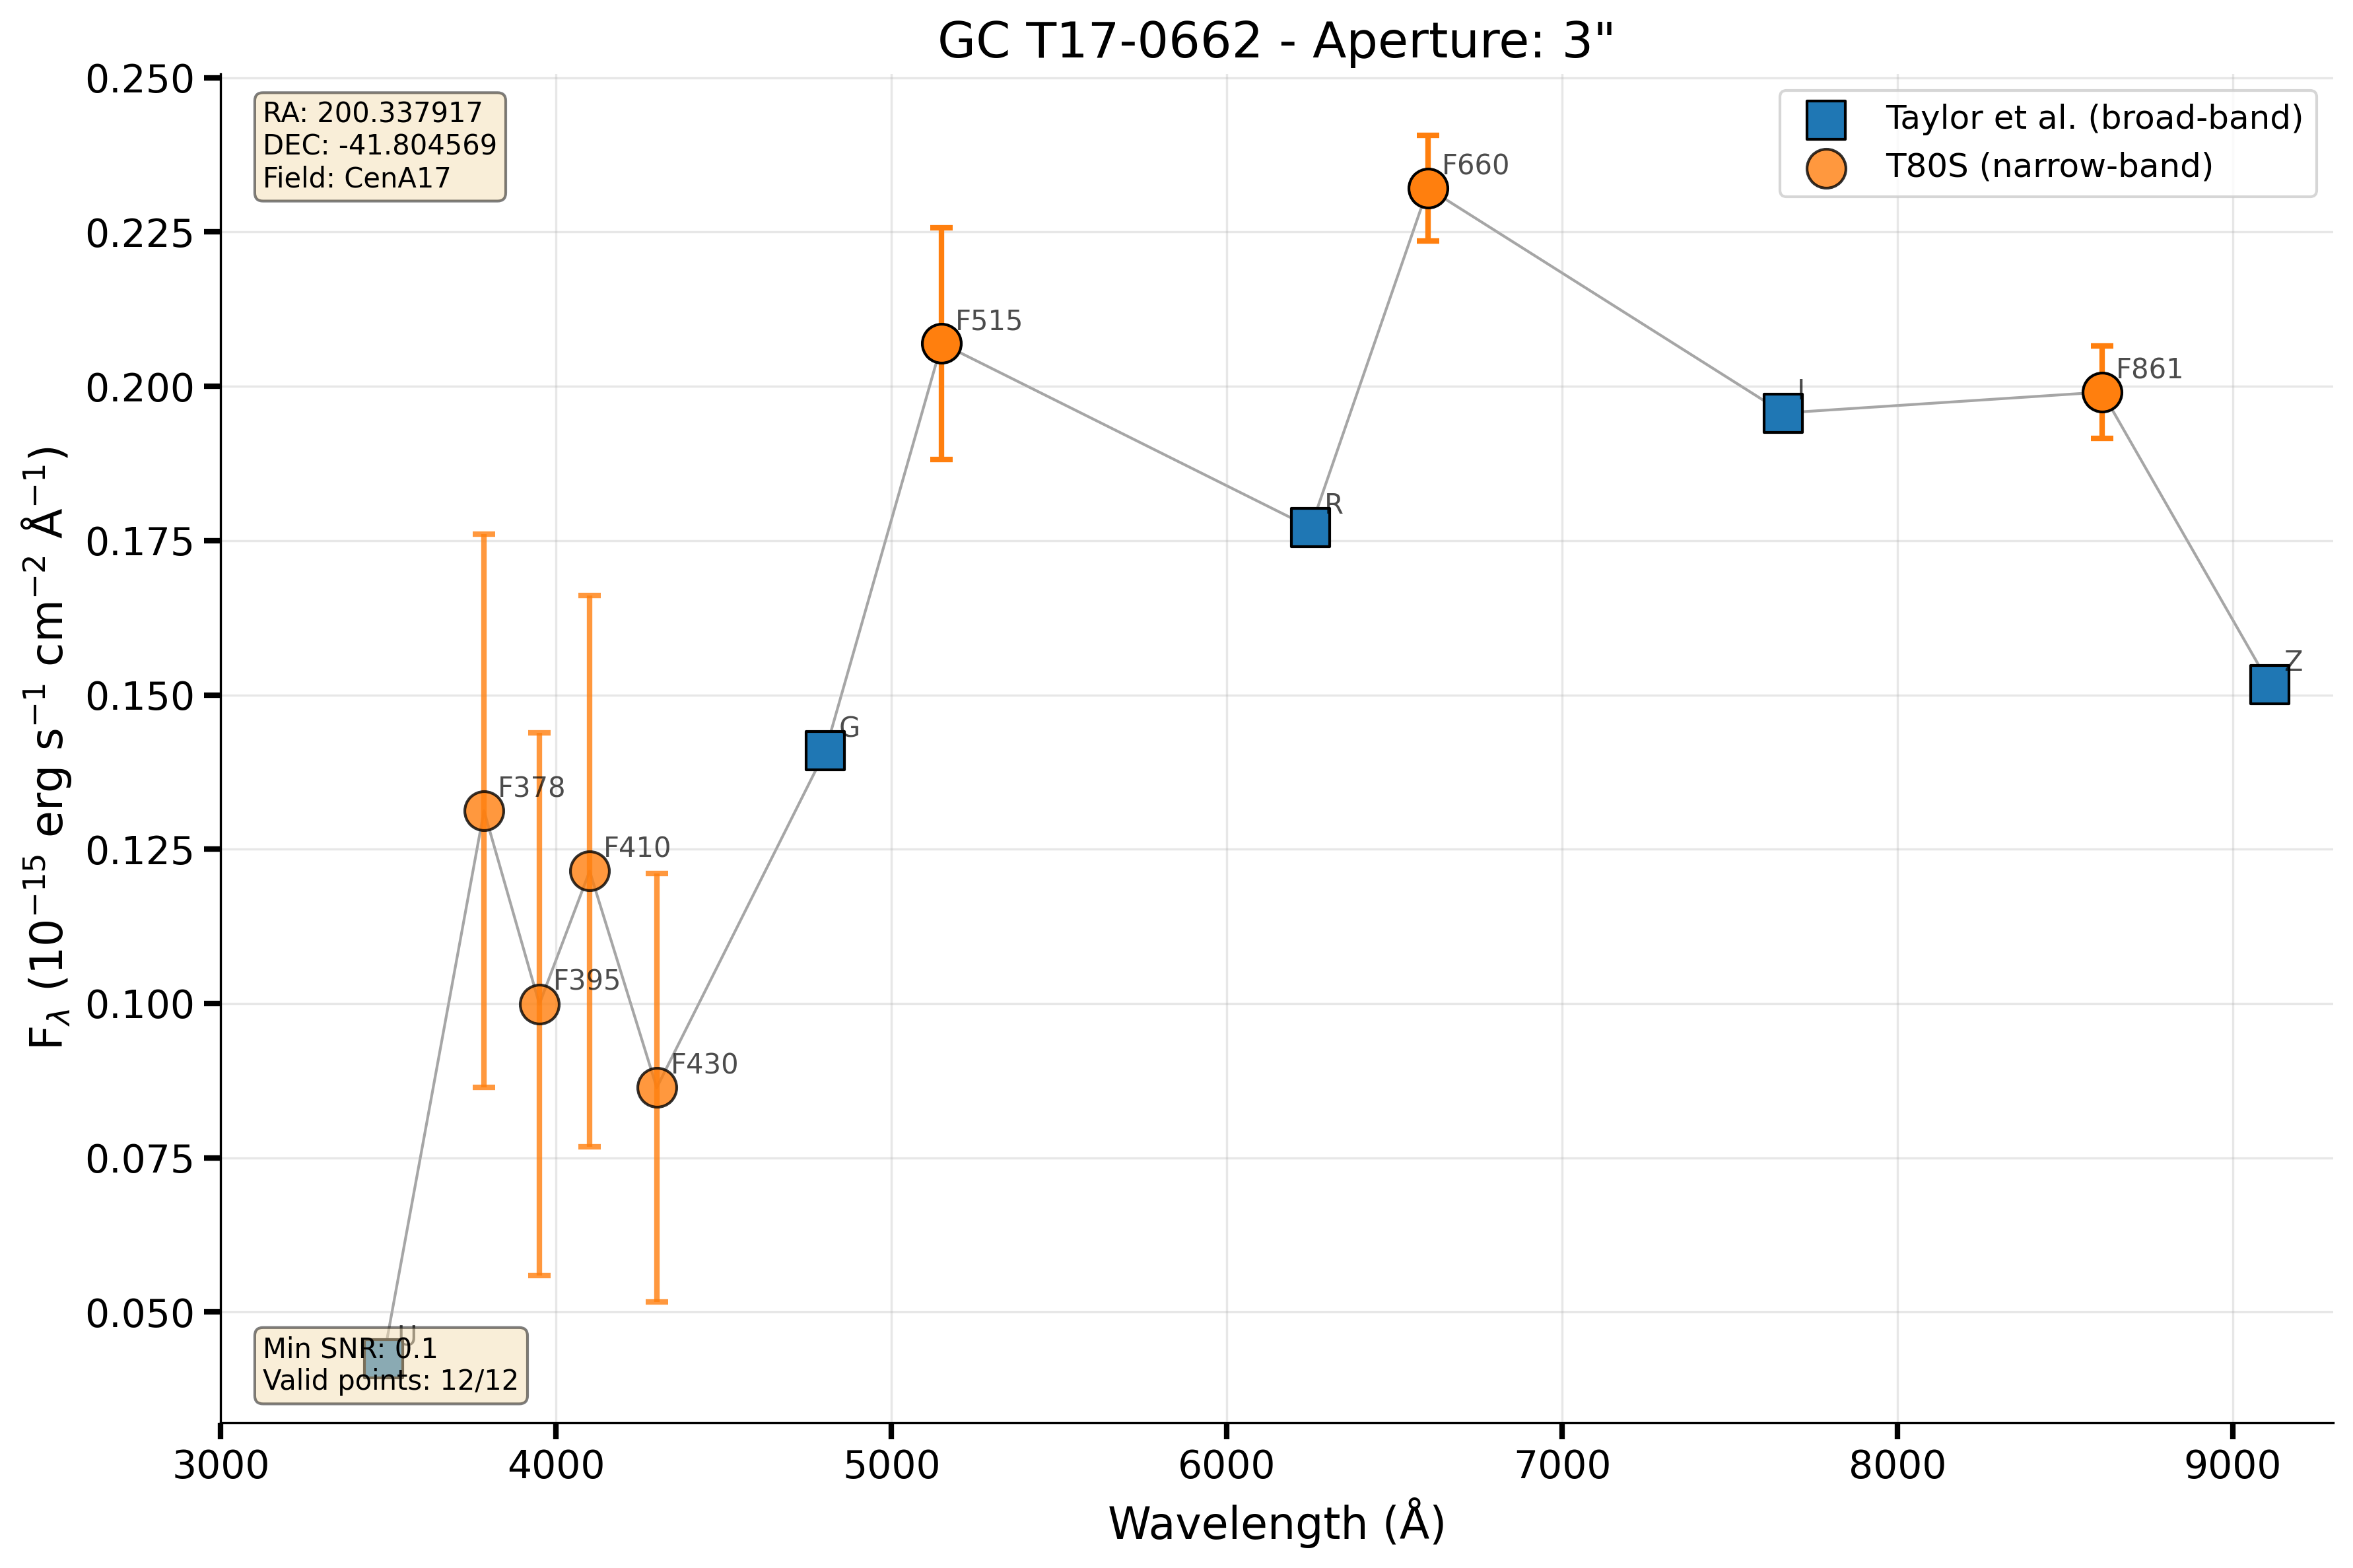 GC T17-0662 - Aperture: 3"
RA: 200.337917
DEC: -41.804569
Field: CenA17
Taylor et al. (broad-band)
T80S (narrow-band)
0.250
0.225
0.200
0.175
0.150
0.125
0.100
0.075
0.050
F_λ (10⁻¹⁵ erg s⁻¹ cm⁻² Å⁻¹)
F660
F515
F861
I
R
Z
G
F378
F410
F395
F430
U
Min SNR: 0.1
Valid points: 12/12
3000
4000
5000
6000
7000
8000
9000
Wavelength (Å)